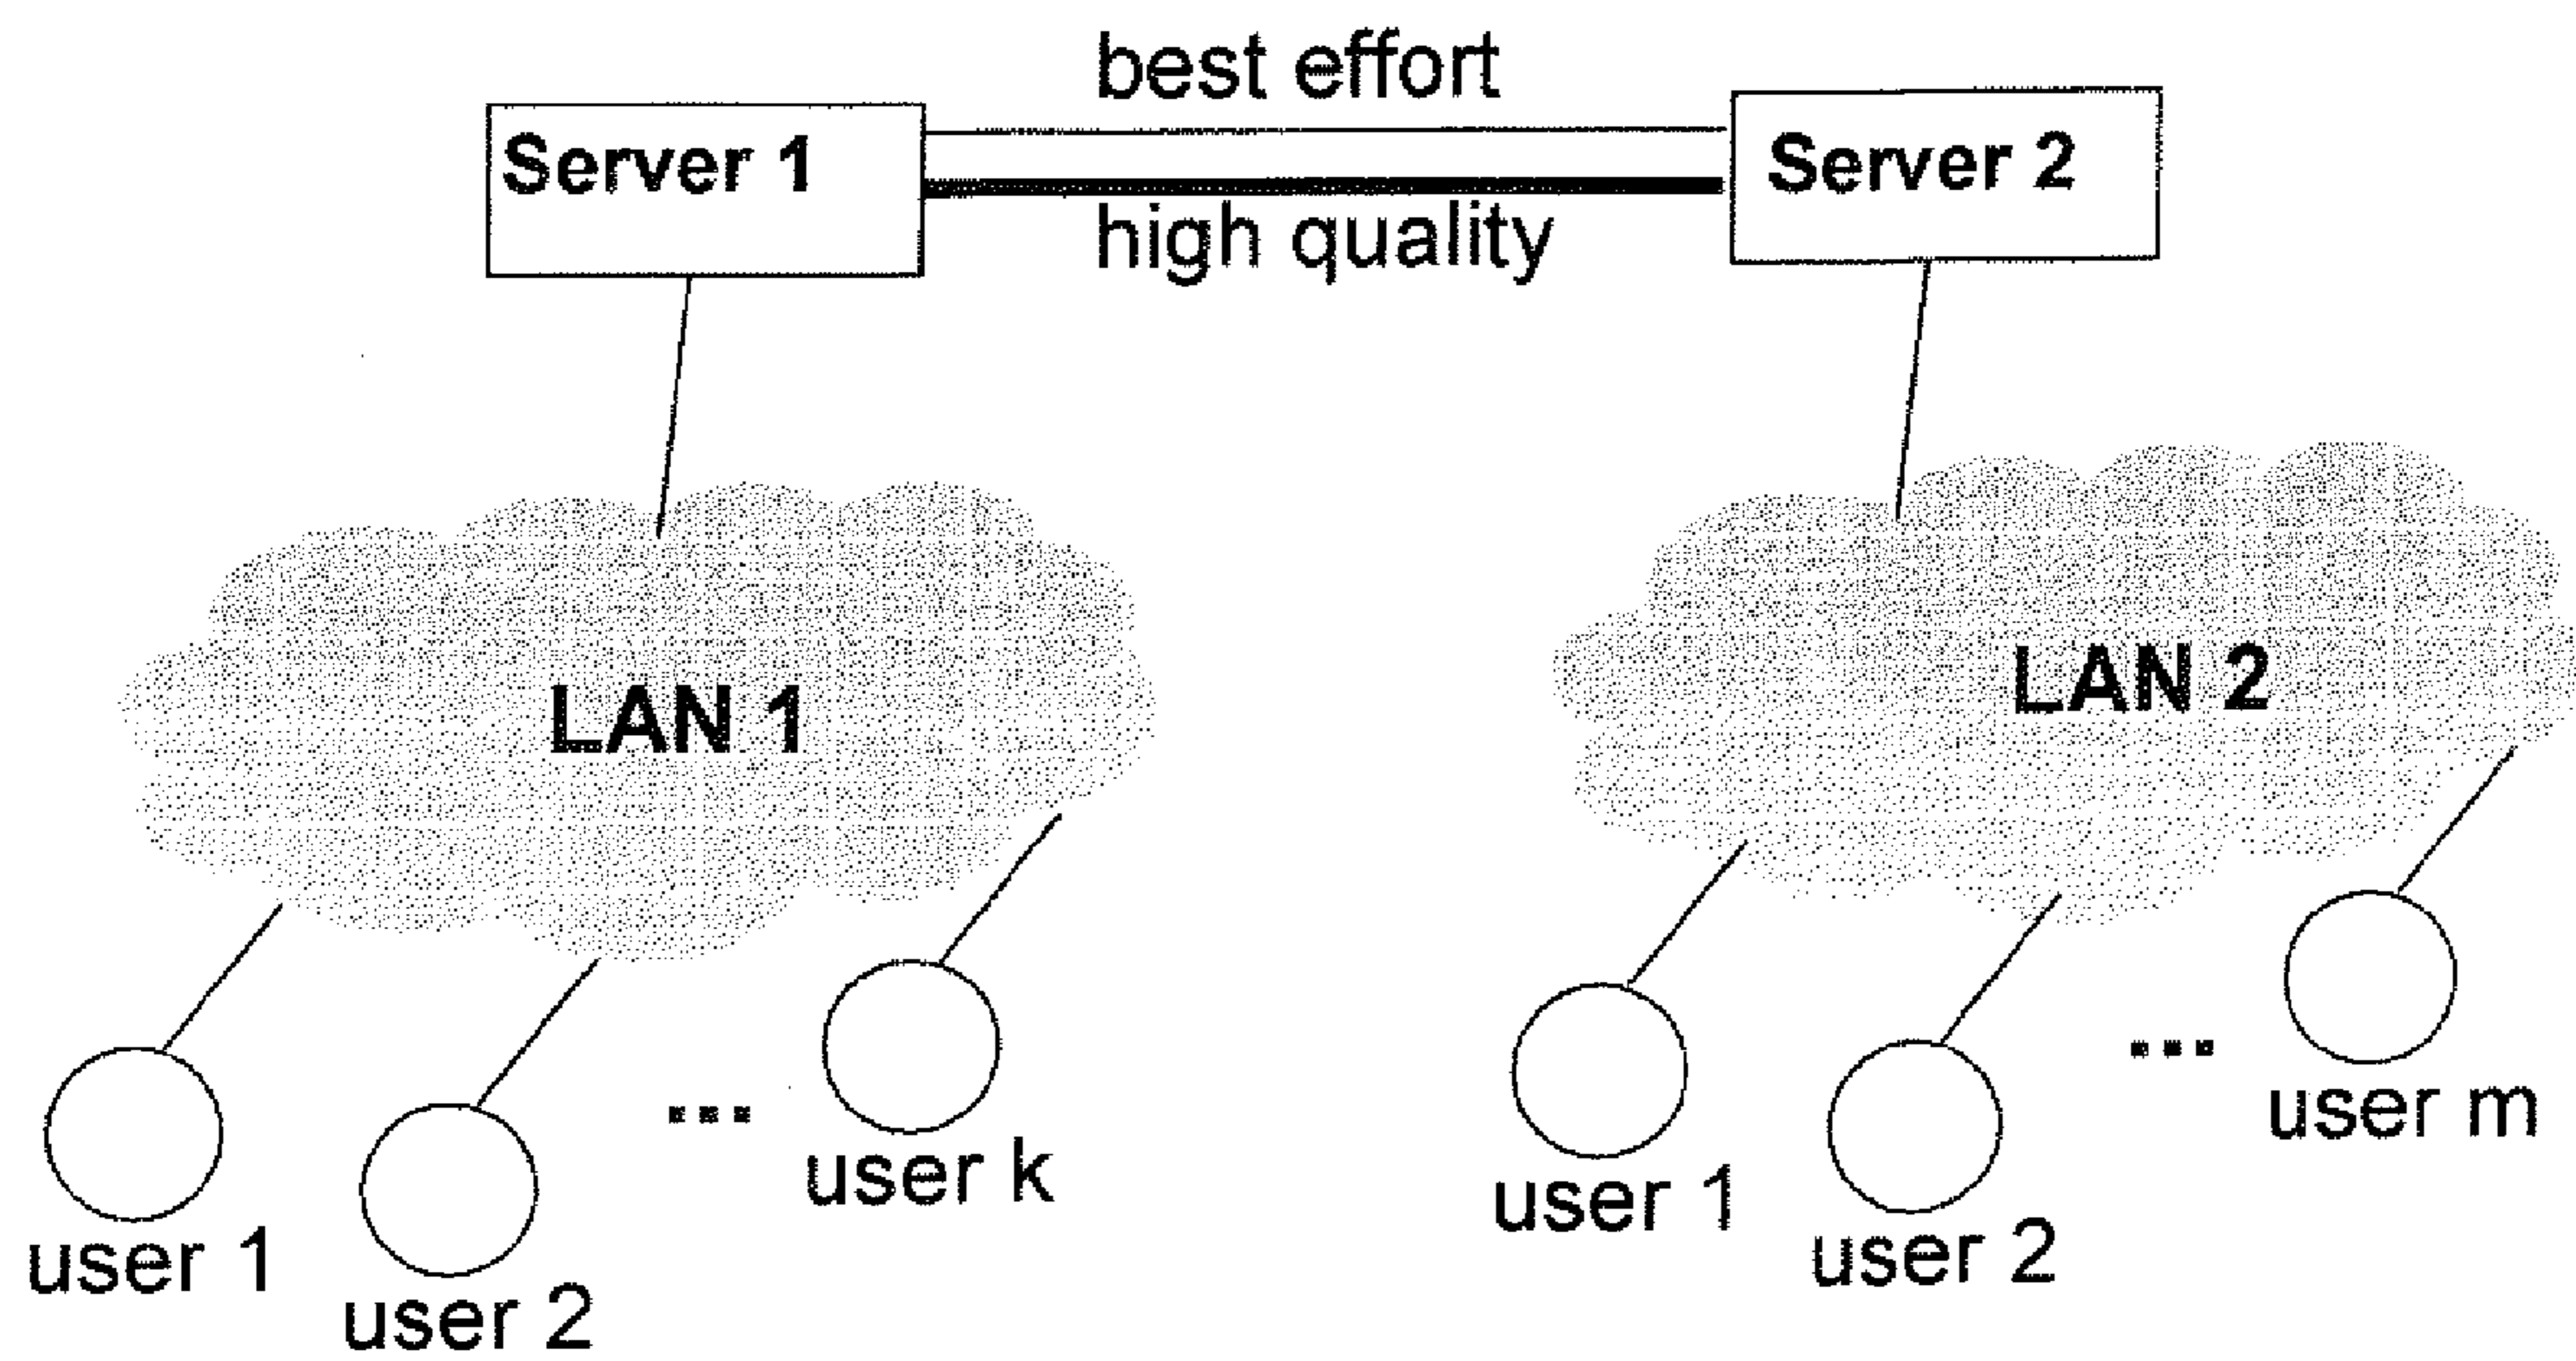 best effort
Server 1
Server 2
high quality
LAN 1
LAN 2
...
user k
...
user m
user 1
user 2
user 1
user 2